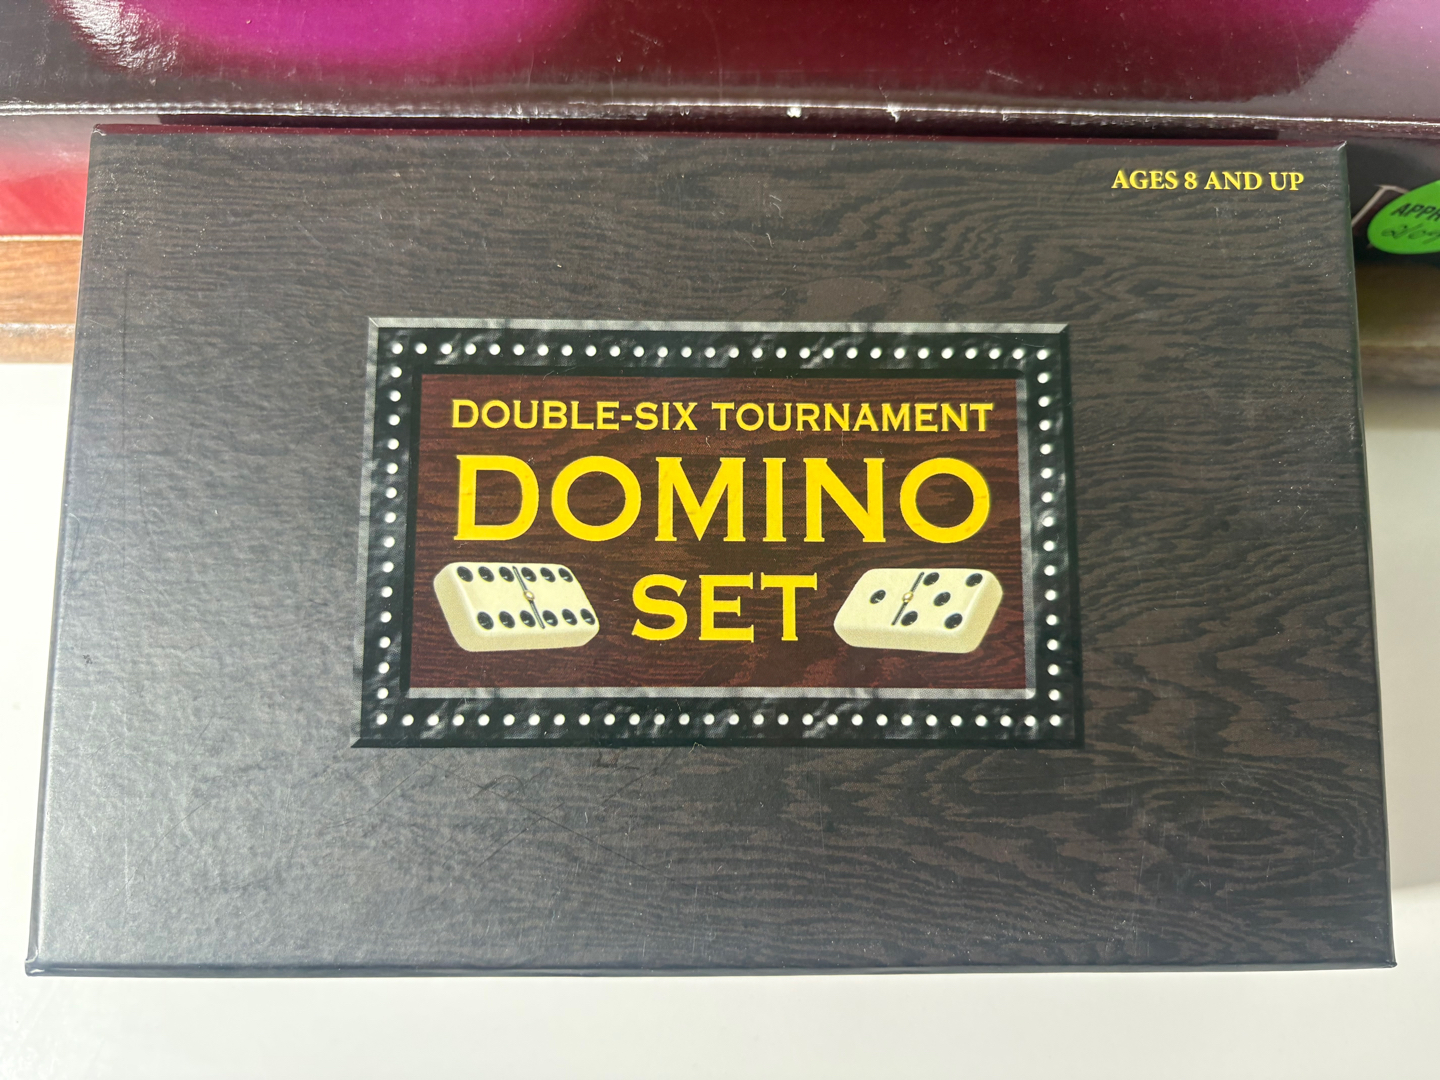 AGES 8 AND UP
DOUBLE-SIX TOURNAMENT
DOMINO
SET